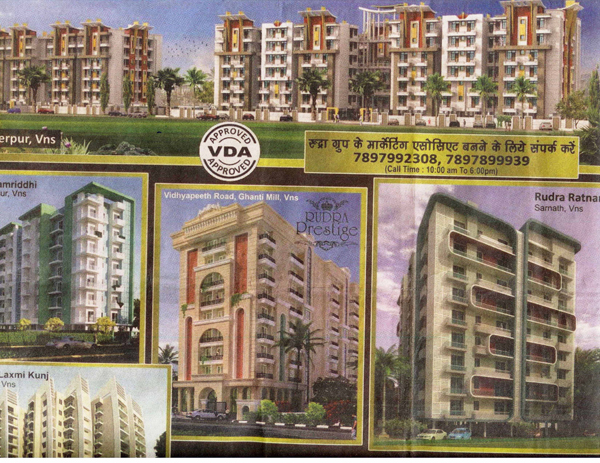 erpur, Vns
APPROVED
VDA
APPROVED
रूद्रा ग्रुप के मार्केटिंग एसोसिएट बनने के लिये संपर्क करें
7897992308, 7897899939
(Call Time : 10:00 am To 6:00pm)
amriddhi
ur, Vns
Vidhyapeeth Road, Ghanti Mill, Vns
RUDRA
Prestige
Rudra Ratna
Sarnath, Vns
Laxmi Kunj
Vns